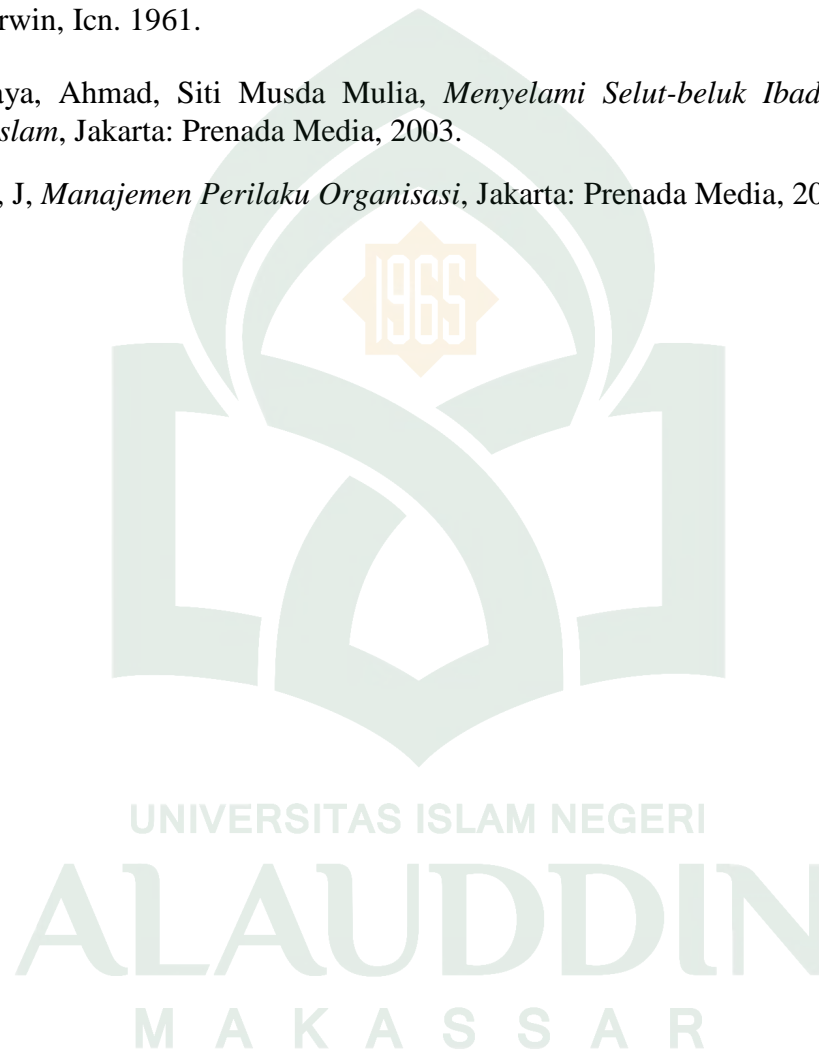 rwin, Icn. 1961.
aya, Ahmad, Siti Musda Mulia, Menyelami Selut-beluk Ibad
slam, Jakarta: Prenada Media, 2003.
, J, Manajemen Perilaku Organisasi, Jakarta: Prenada Media, 20
1965
UNIVERSITAS ISLAM NEGERI
ALAUDDIN
MAKASSAR